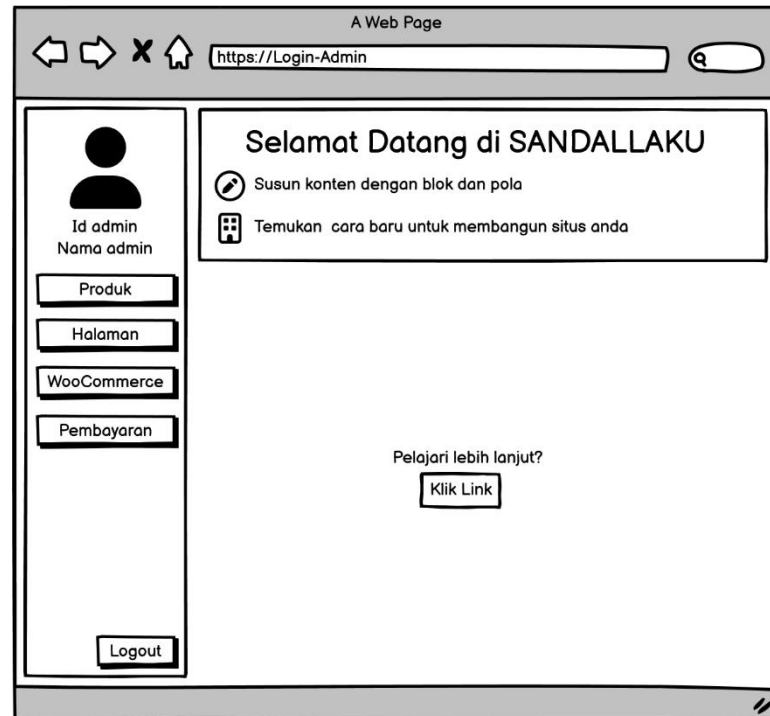 A Web Page
https://Login-Admin
Id admin
Nama admin
Produk
Halaman
WooCommerce
Pembayaran
Logout
Selamat Datang di SANDALLAKU
Susun konten dengan blok dan pola
Temukan cara baru untuk membangun situs anda
Pelajari lebih lanjut?
Klik Link